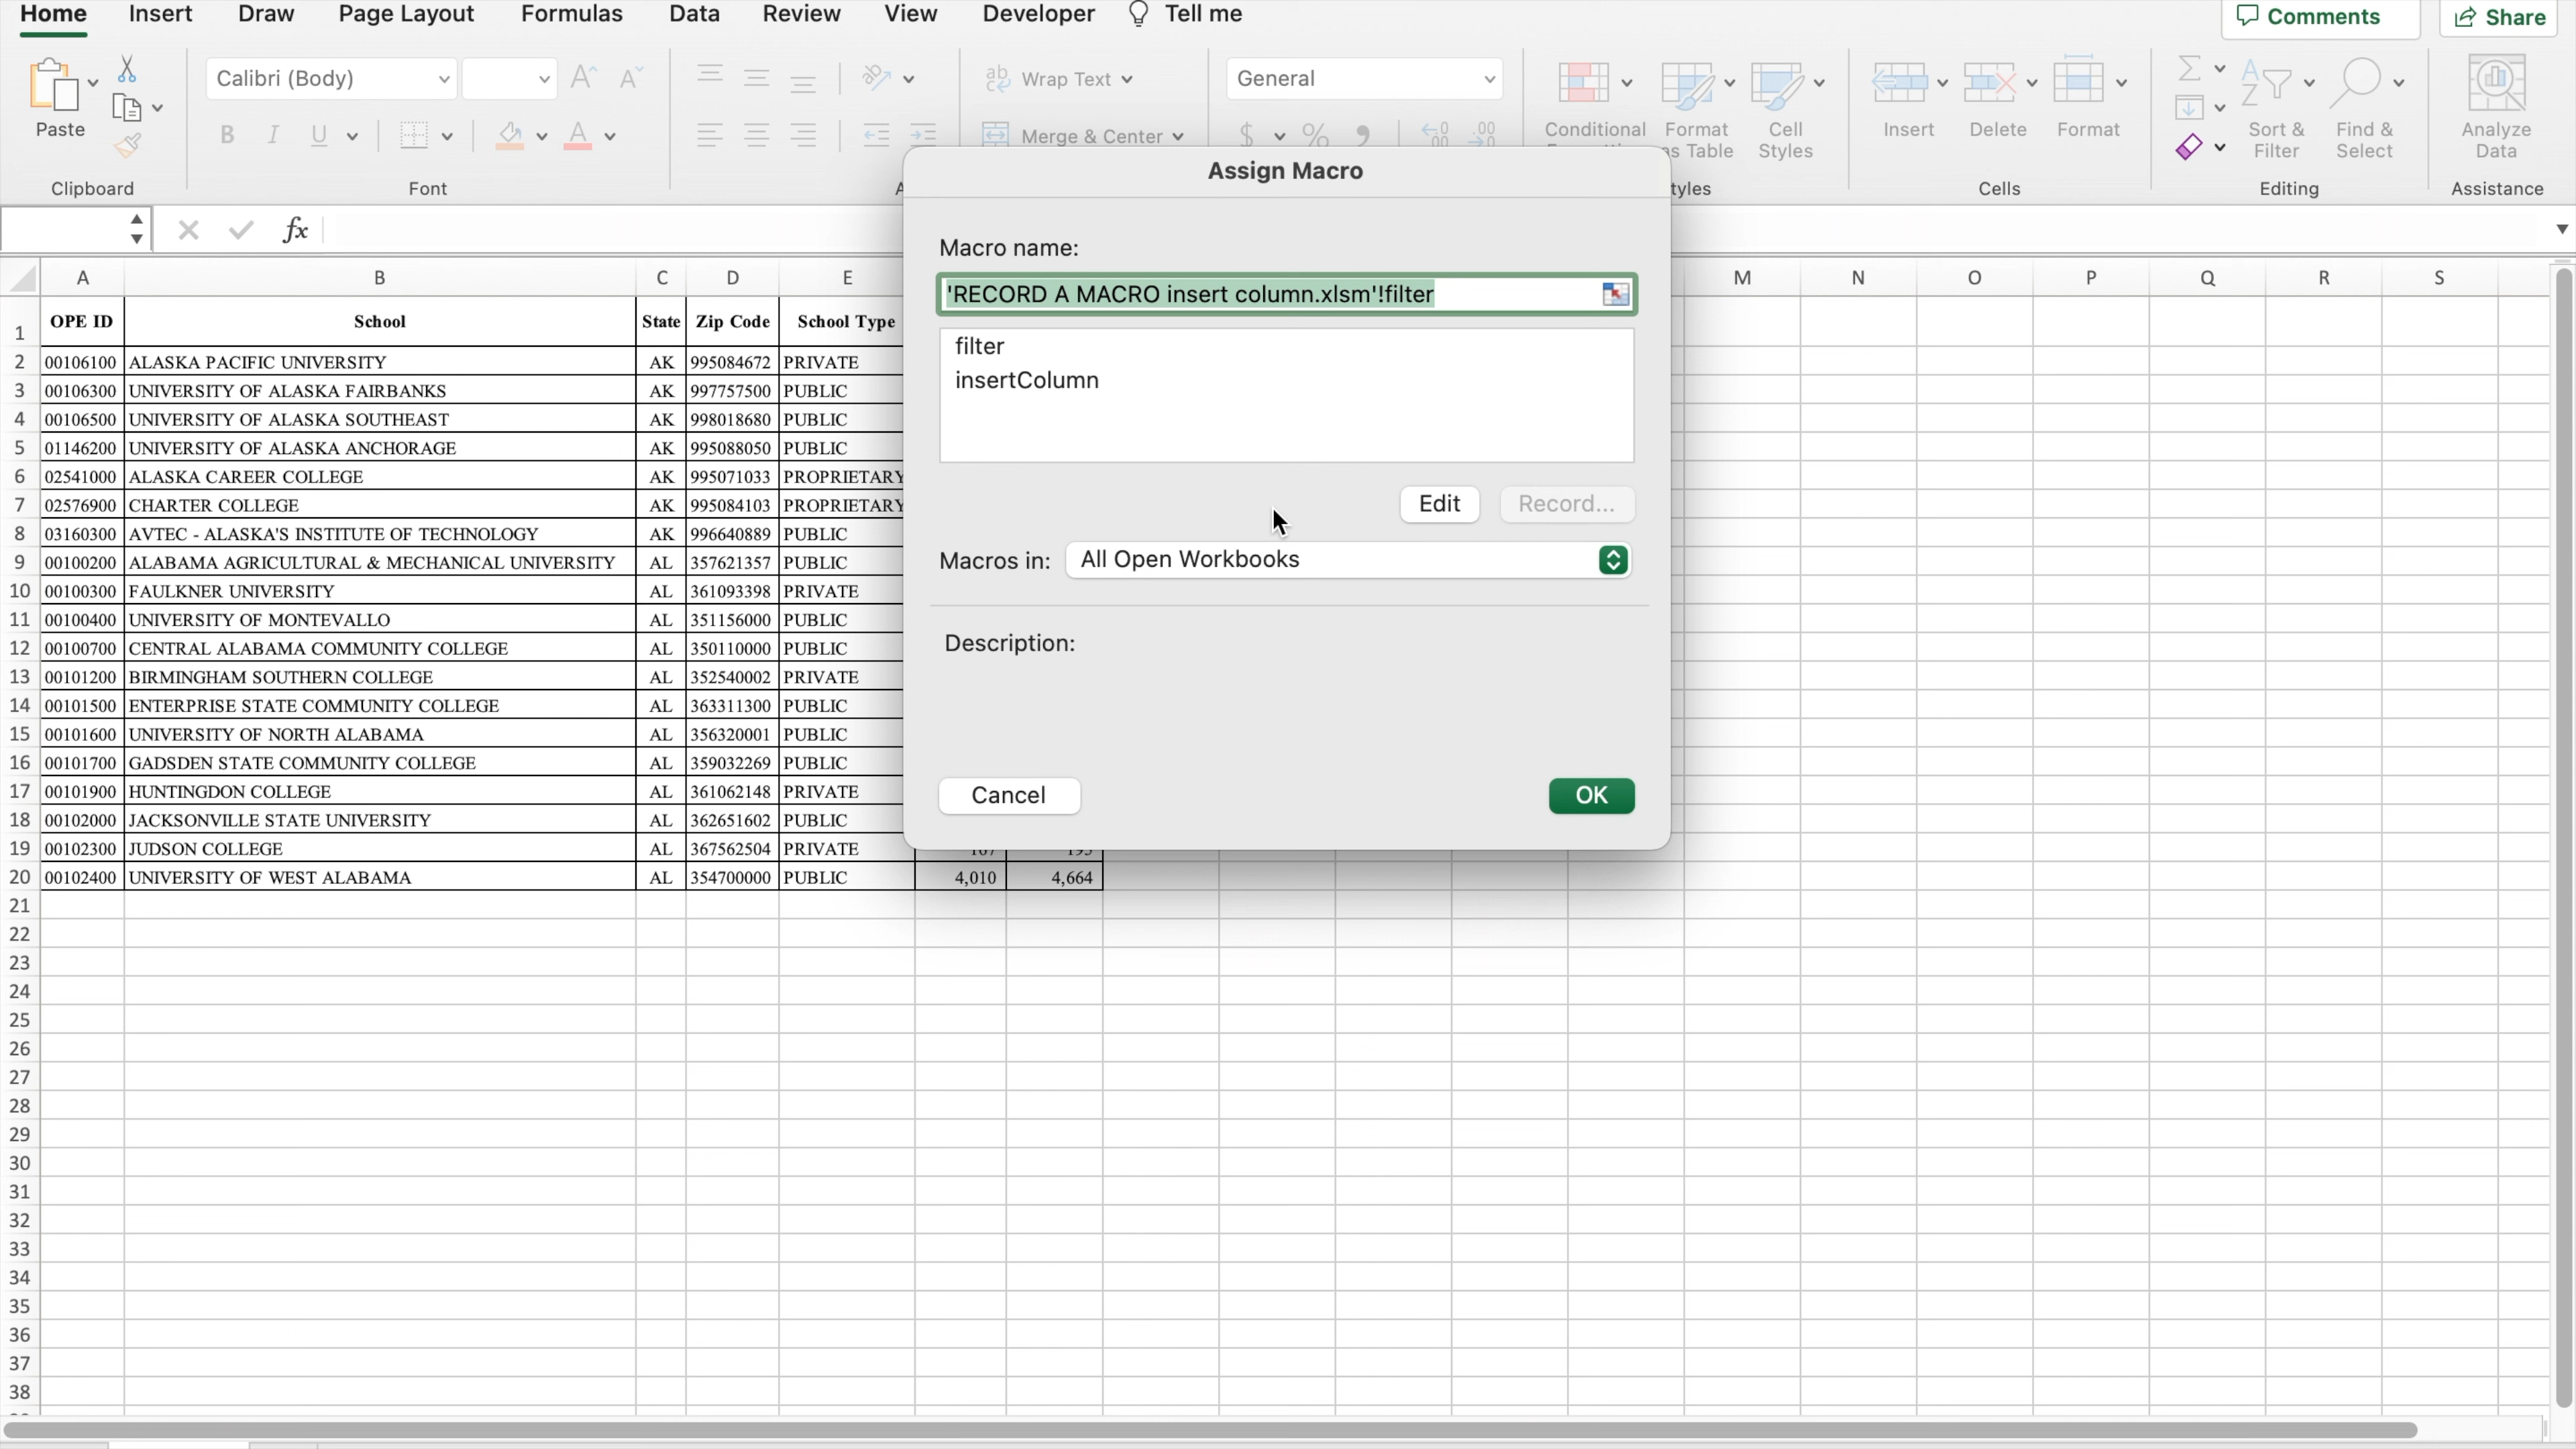 Home Insert Draw Page Layout Formulas Data Review View Developer Tell me Comments Share
Calibri (Body) Wrap Text General
Paste B I U Merge & Center $ % Conditional Format as Table Cell Styles Insert Delete Format Sort & Filter Find & Select Analyze Data
Clipboard Font Cells Editing Assistance
fx
Assign Macro
Macro name:
'RECORD A MACRO insert column.xlsm'!filter
filter
insertColumn
Edit Record...
Macros in: All Open Workbooks
Description:
Cancel OK
A B C D E M N O P Q R S
1 OPE ID School State Zip Code School Type
2 00106100 ALASKA PACIFIC UNIVERSITY AK 995084672 PRIVATE
3 00106300 UNIVERSITY OF ALASKA FAIRBANKS AK 997757500 PUBLIC
4 00106500 UNIVERSITY OF ALASKA SOUTHEAST AK 998018680 PUBLIC
5 01146200 UNIVERSITY OF ALASKA ANCHORAGE AK 995088050 PUBLIC
6 02541000 ALASKA CAREER COLLEGE AK 995071033 PROPRIETARY
7 02576900 CHARTER COLLEGE AK 995084103 PROPRIETARY
8 03160300 AVTEC - ALASKA'S INSTITUTE OF TECHNOLOGY AK 996640889 PUBLIC
9 00100200 ALABAMA AGRICULTURAL & MECHANICAL UNIVERSITY AL 357621357 PUBLIC
10 00100300 FAULKNER UNIVERSITY AL 361093398 PRIVATE
11 00100400 UNIVERSITY OF MONTEVALLO AL 351156000 PUBLIC
12 00100700 CENTRAL ALABAMA COMMUNITY COLLEGE AL 350110000 PUBLIC
13 00101200 BIRMINGHAM SOUTHERN COLLEGE AL 352540002 PRIVATE
14 00101500 ENTERPRISE STATE COMMUNITY COLLEGE AL 363311300 PUBLIC
15 00101600 UNIVERSITY OF NORTH ALABAMA AL 356320001 PUBLIC
16 00101700 GADSDEN STATE COMMUNITY COLLEGE AL 359032269 PUBLIC
17 00101900 HUNTINGDON COLLEGE AL 361062148 PRIVATE
18 00102000 JACKSONVILLE STATE UNIVERSITY AL 362651602 PUBLIC
19 00102300 JUDSON COLLEGE AL 367562504 PRIVATE
20 00102400 UNIVERSITY OF WEST ALABAMA AL 354700000 PUBLIC 4,010 4,664
21
22
23
24
25
26
27
28
29
30
31
32
33
34
35
36
37
38